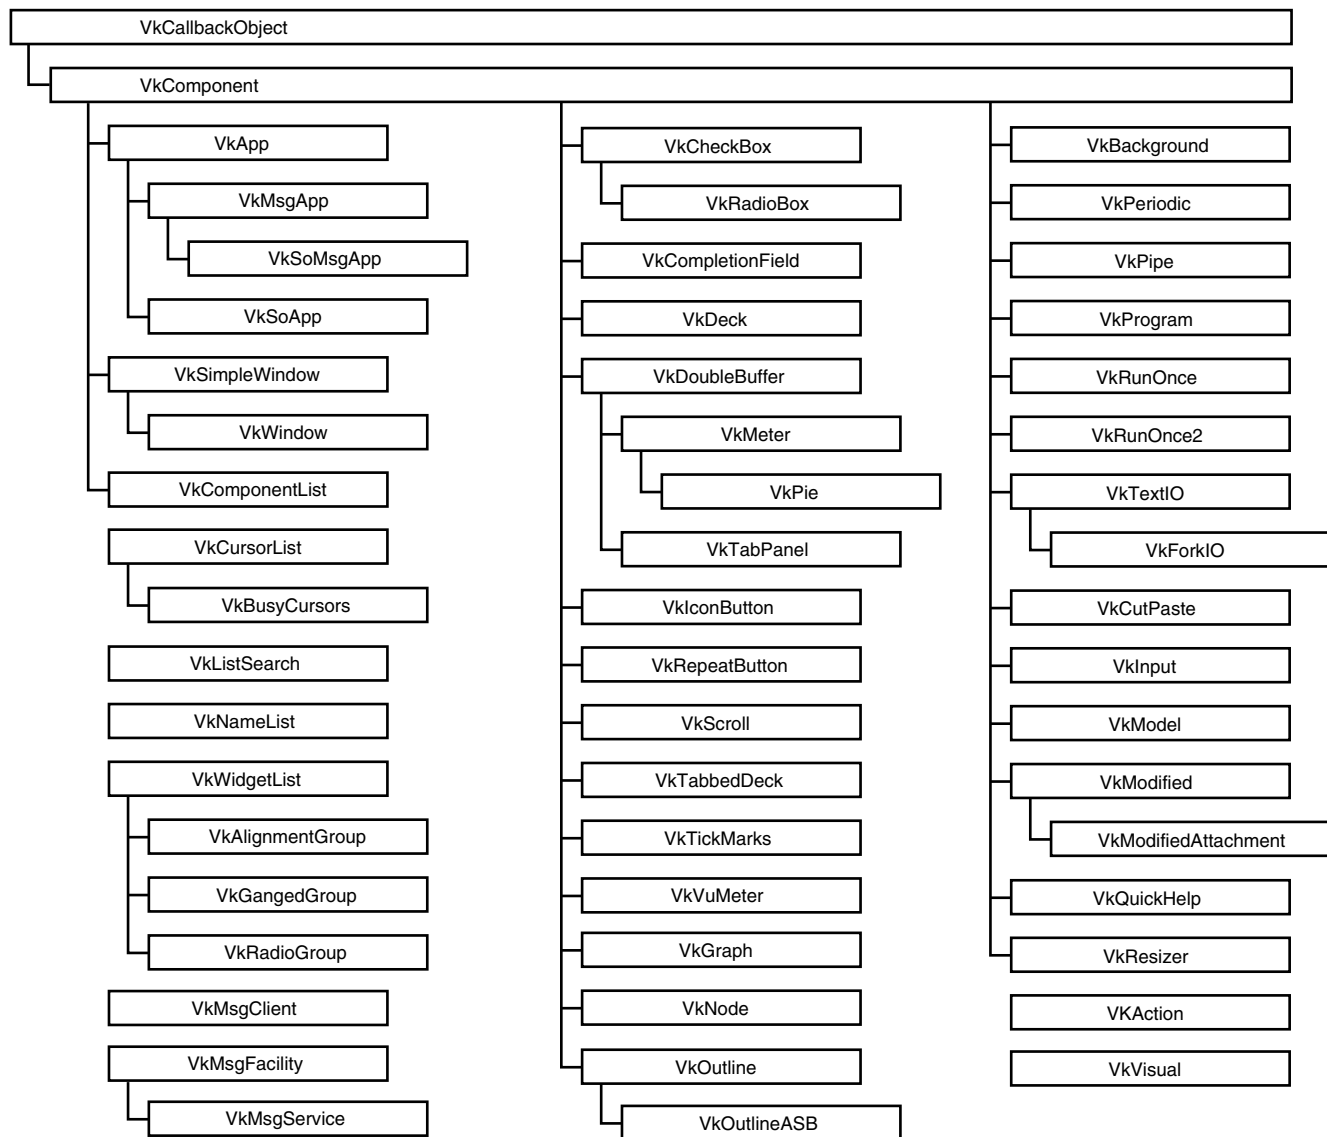 VkCallbackObject
VkComponent
VkApp
VkMsgApp
VkSoMsgApp
VkSoApp
VkSimpleWindow
VkWindow
VkComponentList
VkCursorList
VkBusyCursors
VkListSearch
VkNameList
VkWidgetList
VkAlignmentGroup
VkGangedGroup
VkRadioGroup
VkMsgClient
VkMsgFacility
VkMsgService
VkCheckBox
VkRadioBox
VkCompletionField
VkDeck
VkDoubleBuffer
VkMeter
VkPie
VkTabPanel
VkIconButton
VkRepeatButton
VkScroll
VkTabbedDeck
VkTickMarks
VkVuMeter
VkGraph
VkNode
VkOutline
VkOutlineASB
VkBackground
VkPeriodic
VkPipe
VkProgram
VkRunOnce
VkRunOnce2
VkTextIO
VkForkIO
VkCutPaste
VkInput
VkModel
VkModified
VkModifiedAttachment
VkQuickHelp
VkResizer
VKAction
VkVisual